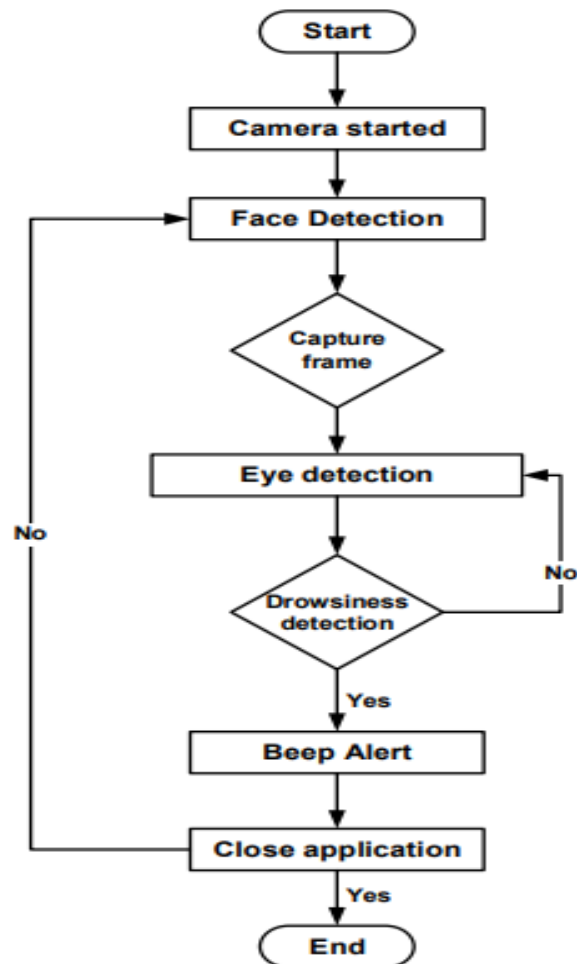 Start
Camera started
Face Detection
Capture
frame
Eye detection
No
No
Drowsiness
detection
Yes
Beep Alert
Close application
Yes
End